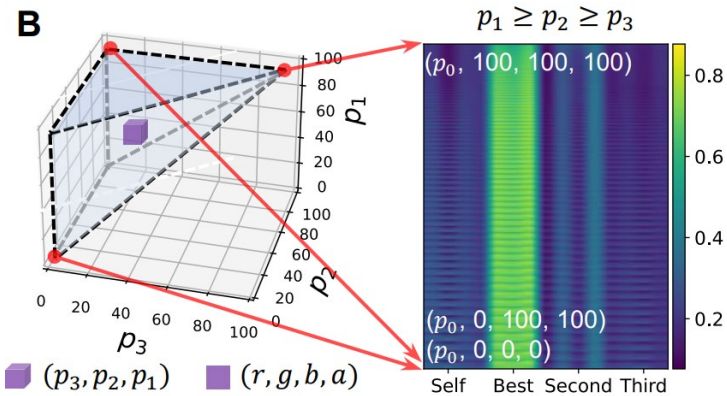 B
p₁ ≥ p₂ ≥ p₃
100
80
60
40
20
0
p₁
100
80
60
40
20
0
p₂
0
20
40
60
80
100
p₃
(p₃, p₂, p₁)
(r, g, b, a)
(p₀, 100, 100, 100)
(p₀, 0, 100, 100)
(p₀, 0, 0, 0)
Self Best Second Third
0.8
0.6
0.4
0.2